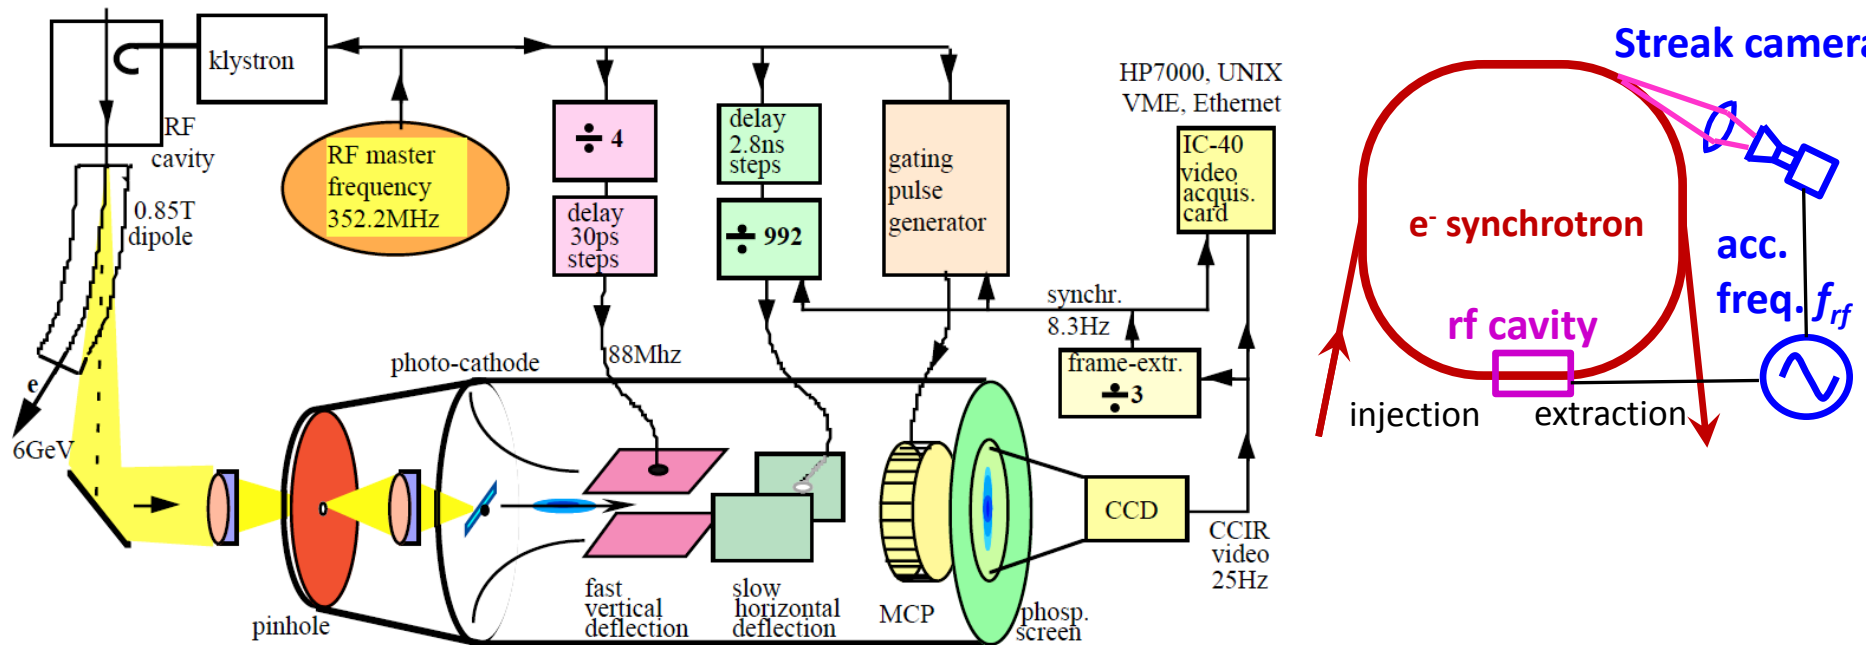 klystron
RF
cavity
RF master
frequency
352.2MHz
0.85T
dipole
e
6GeV
÷ 4
delay
30ps
steps
88Mhz
delay
2.8ns
steps
÷ 992
gating
pulse
generator
HP7000, UNIX
VME, Ethernet
IC-40
video
acquis.
card
synchr.
8.3Hz
frame-extr.
÷3
photo-cathode
pinhole
fast
vertical
deflection
slow
horizontal
deflection
MCP
phosp.
screen
CCD
CCIR
video
25Hz
Streak camera
e- synchrotron
acc.
freq. frf
rf cavity
injection
extraction